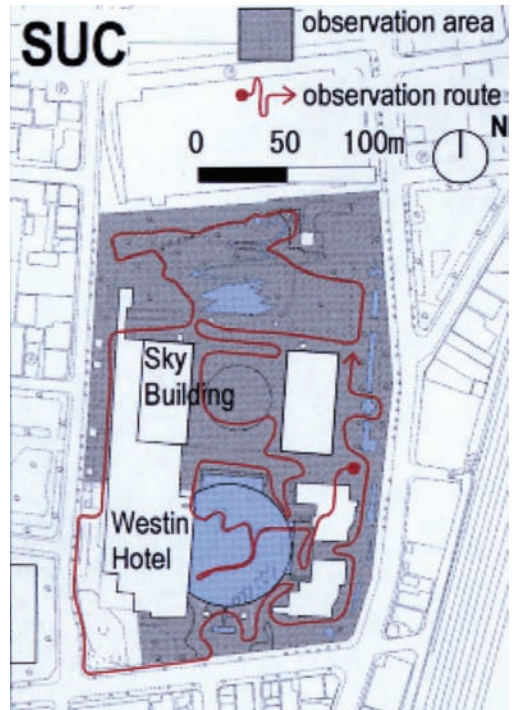 SUC
observation area
observation route
0 50 100m
N
Sky
Building
Westin
Hotel